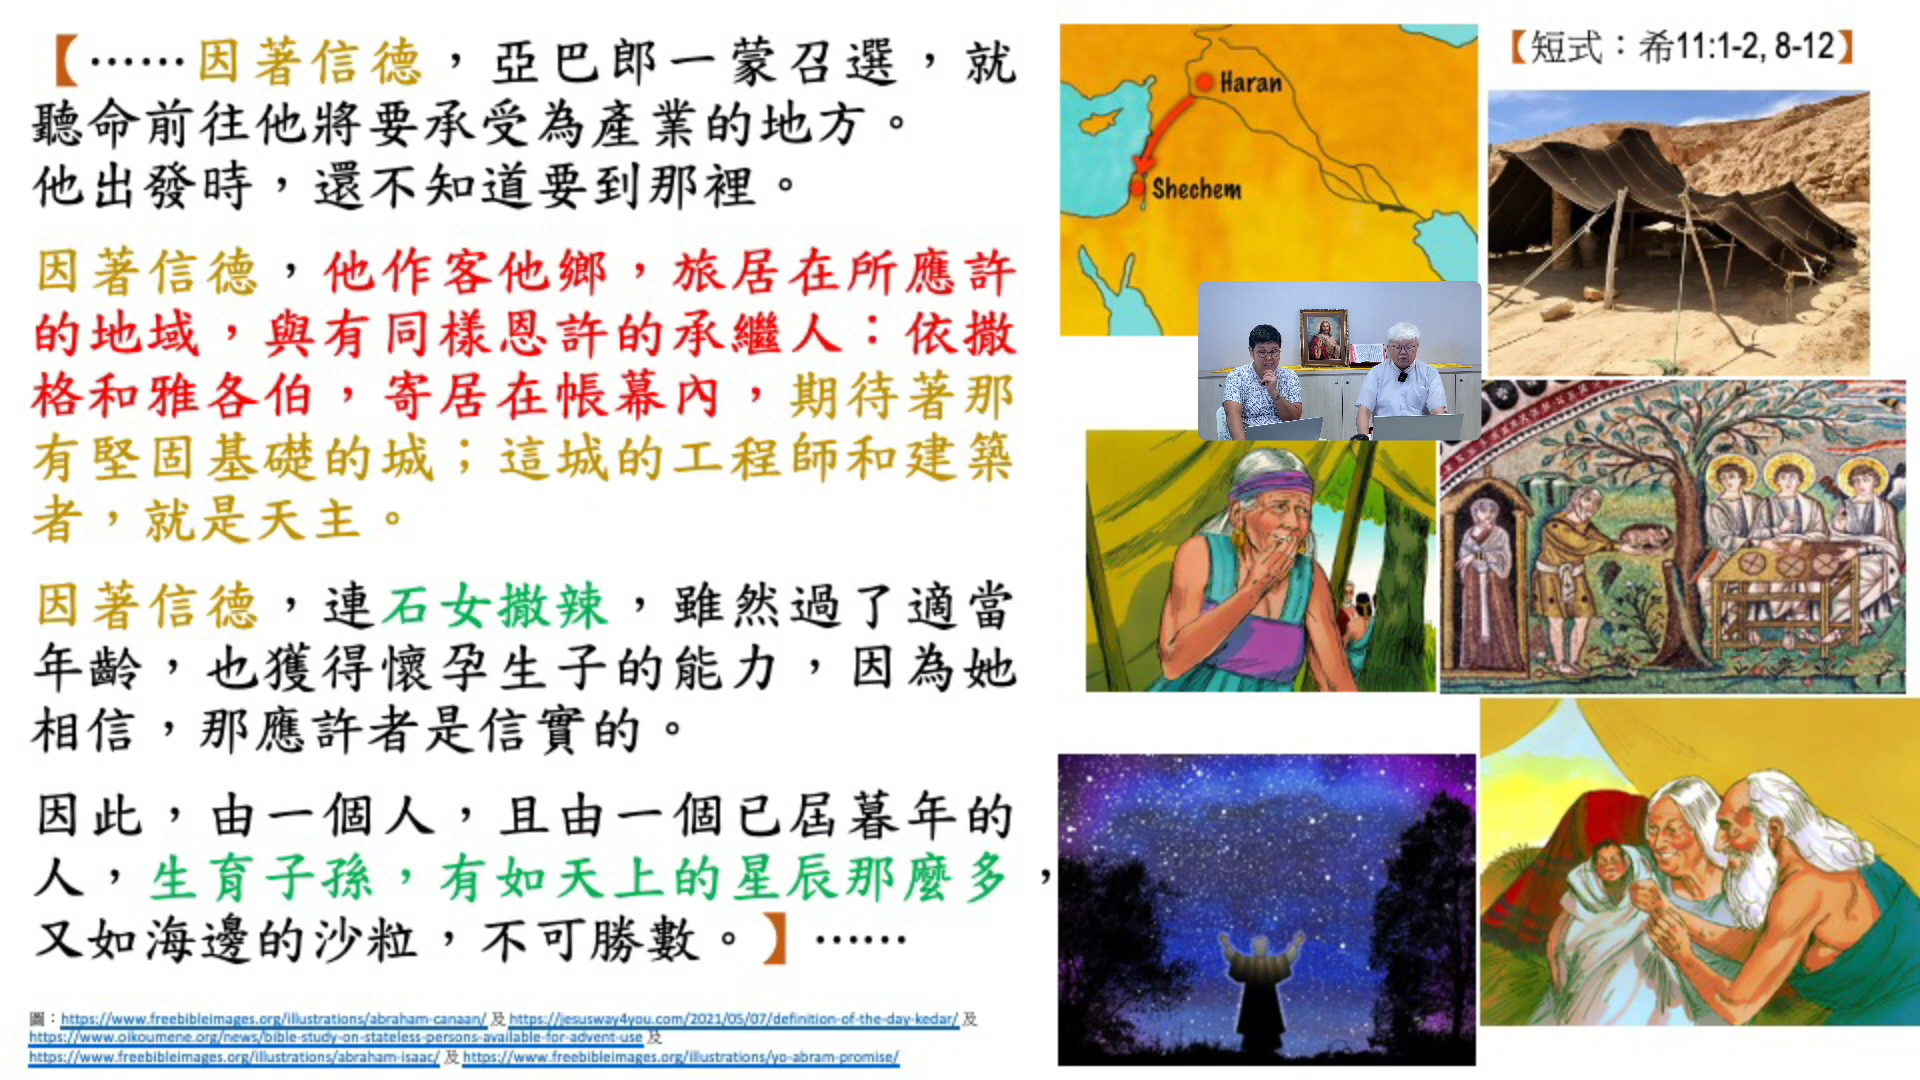 【……因著信德，亞巴郎一蒙召選，就
聽命前往他將要承受為產業的地方。
他出發時，還不知道要到那裡。
因著信德，他作客他鄉，旅居在所應許
的地域，與有同樣恩許的承繼人：依撒
格和雅各伯，寄居在帳幕內，期待著那
有堅固基礎的城；這城的工程師和建築
者，就是天主。
因著信德，連石女撒辣，雖然過了適當
年齡，也獲得懷孕生子的能力，因為她
相信，那應許者是信實的。
因此，由一個人，且由一個已屆暮年的
人，生育子孫，有如天上的星辰那麼多，
又如海邊的沙粒，不可勝數。】……
圖：https://www.freebibleimages.org/illustrations/abraham-canaan/ 及 https://jesusway4you.com/2021/05/07/definition-of-the-day-kedar/ 及
https://www.oikoumene.org/news/bible-study-on-stateless-persons-available-for-advent-use 及
https://www.freebibleimages.org/illustrations/abraham-isaac/ 及 https://www.freebibleimages.org/illustrations/yo-abram-promise/
Haran
Shechem
【短式：希11:1-2, 8-12】